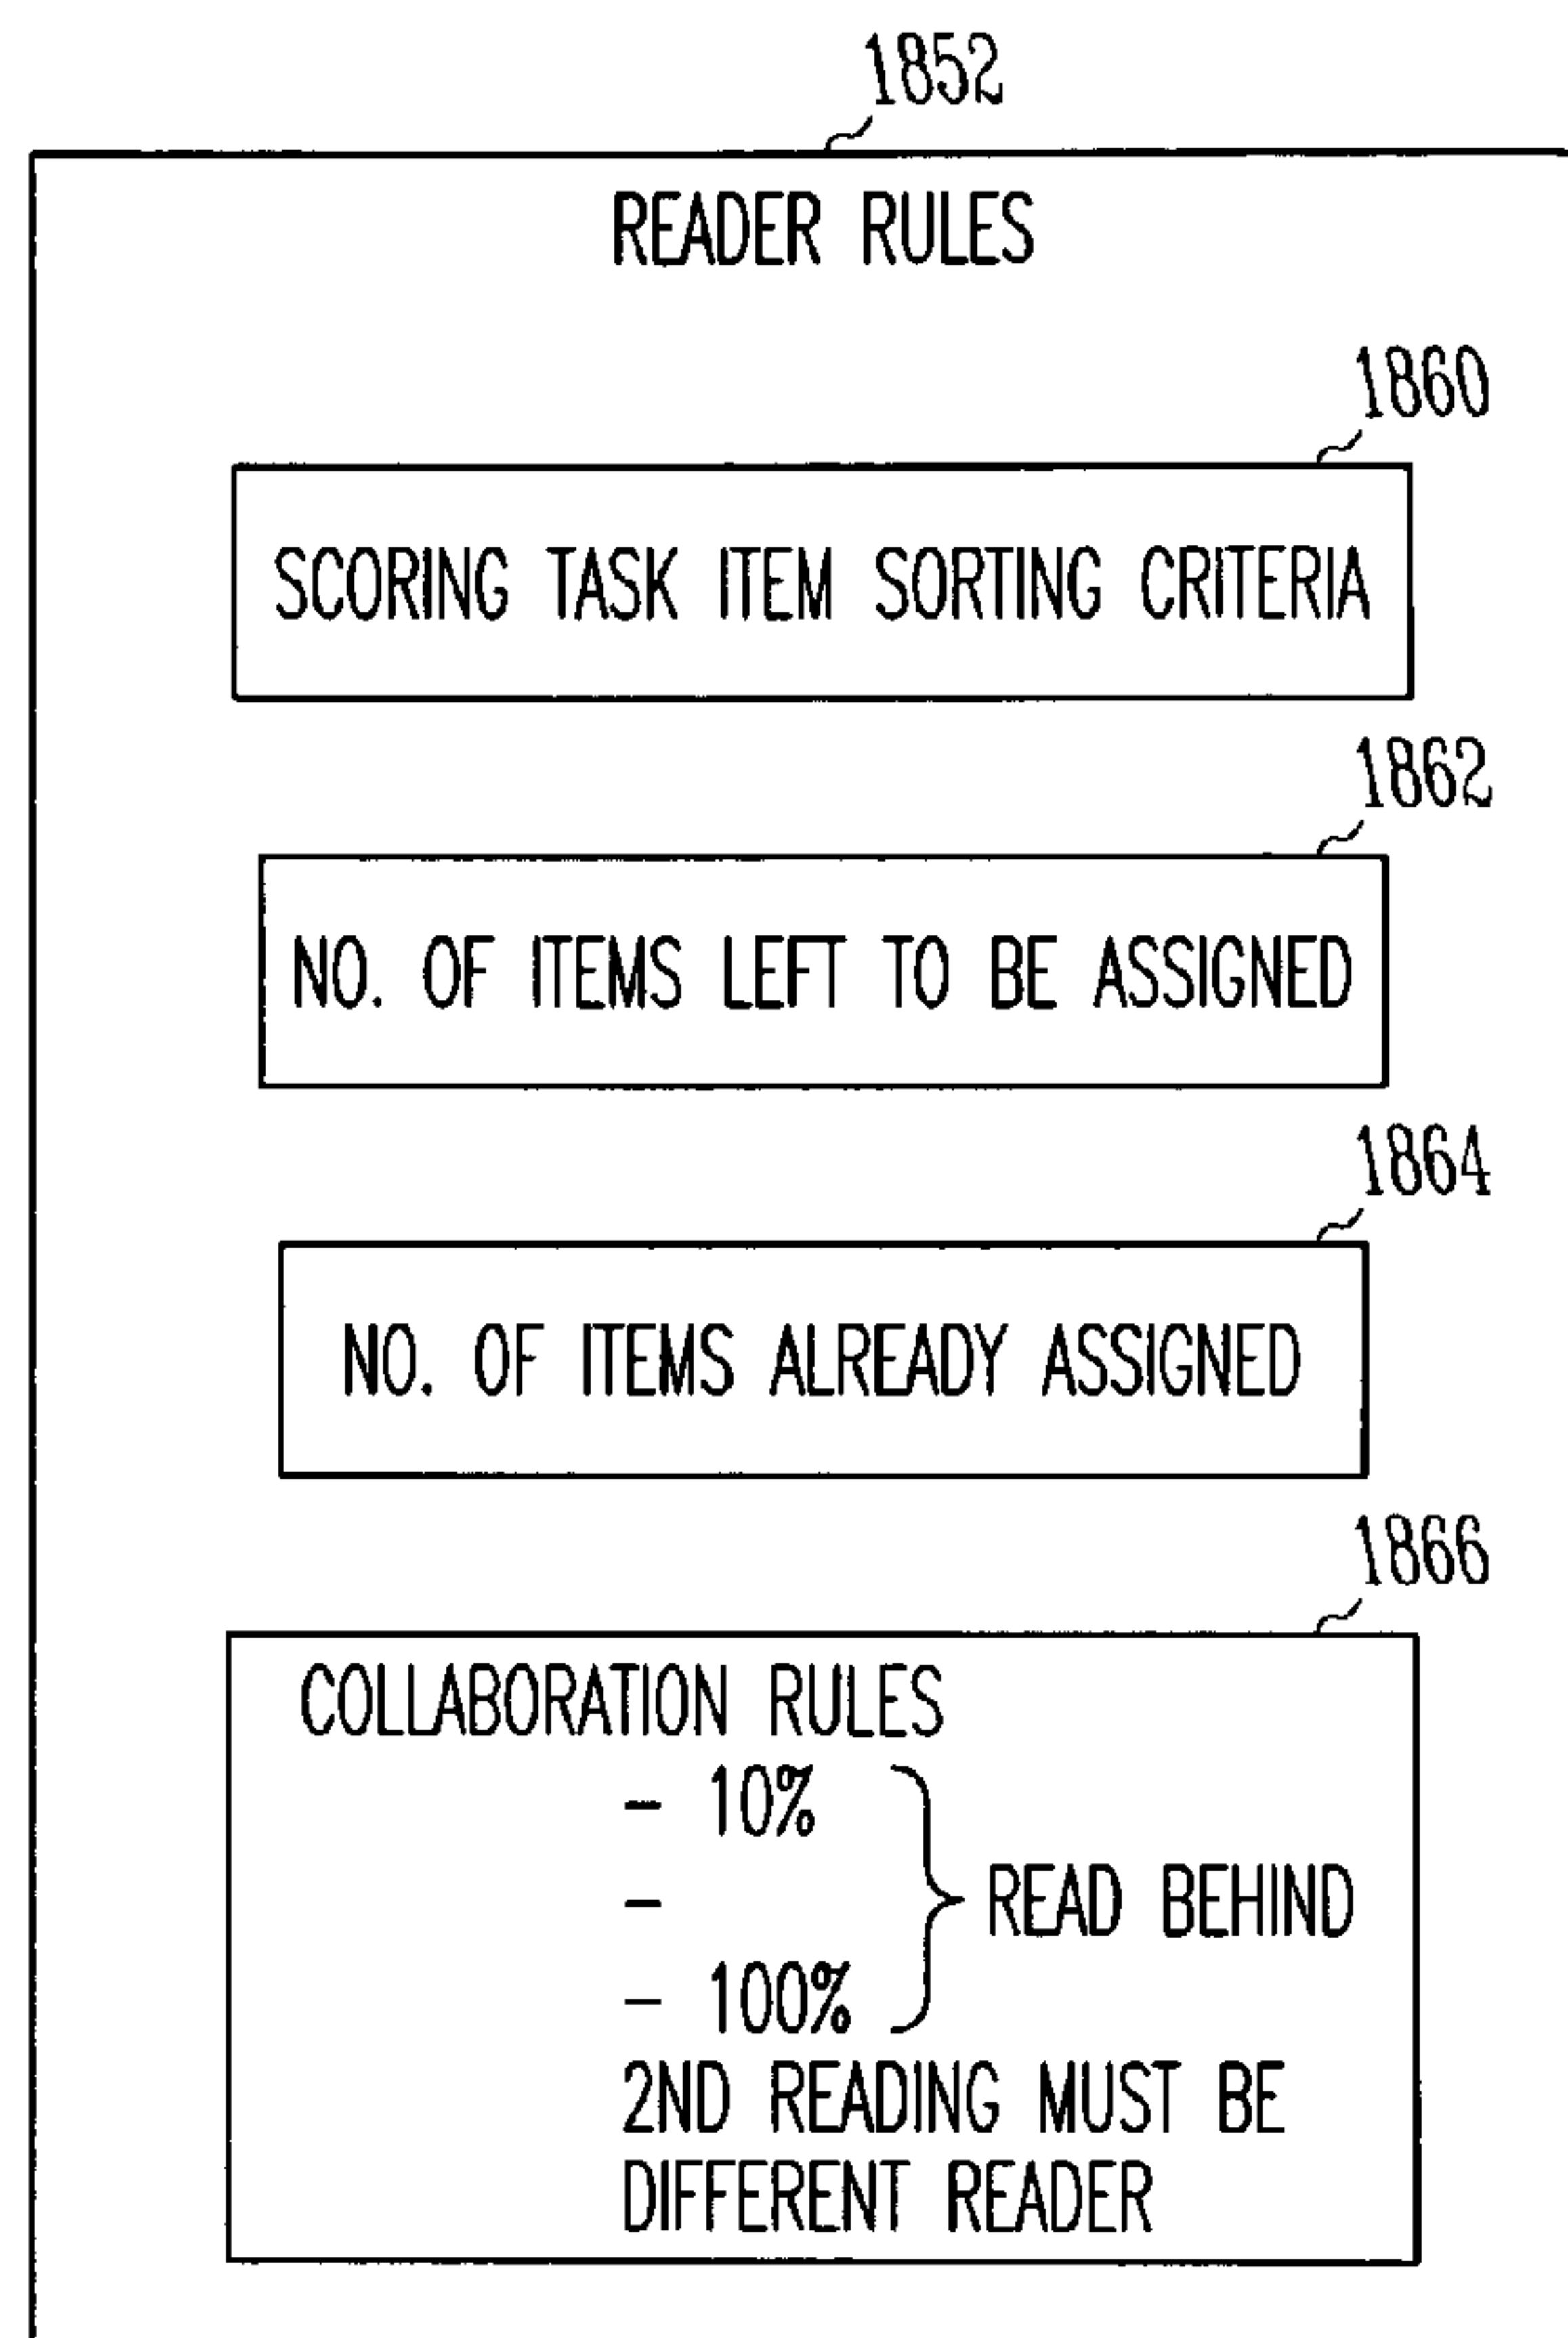 1852
READER RULES
1860
SCORING TASK ITEM SORTING CRITERIA
1862
NO. OF ITEMS LEFT TO BE ASSIGNED
1864
NO. OF ITEMS ALREADY ASSIGNED
1866
COLLABORATION RULES
- 10%
-
READ BEHIND
- 100%
2ND READING MUST BE
DIFFERENT READER